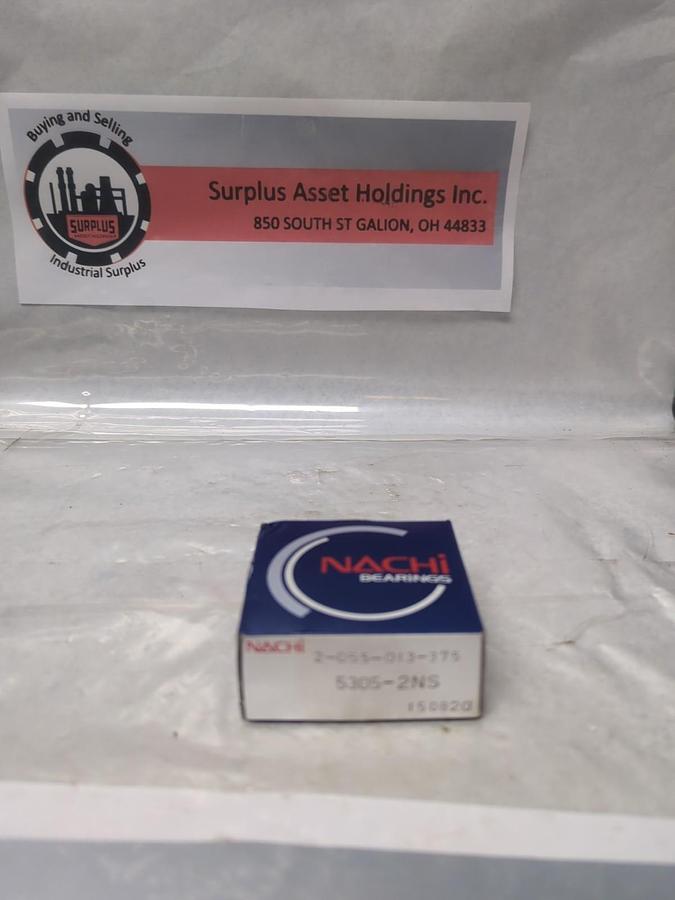 Buying and Selling
SURPLUS
Industrial Surplus
Surplus Asset Holdings Inc.
850 SOUTH ST GALION, OH 44833
NACHi
BEARINGS
NACHi
2-055-013-375
5305-2NS